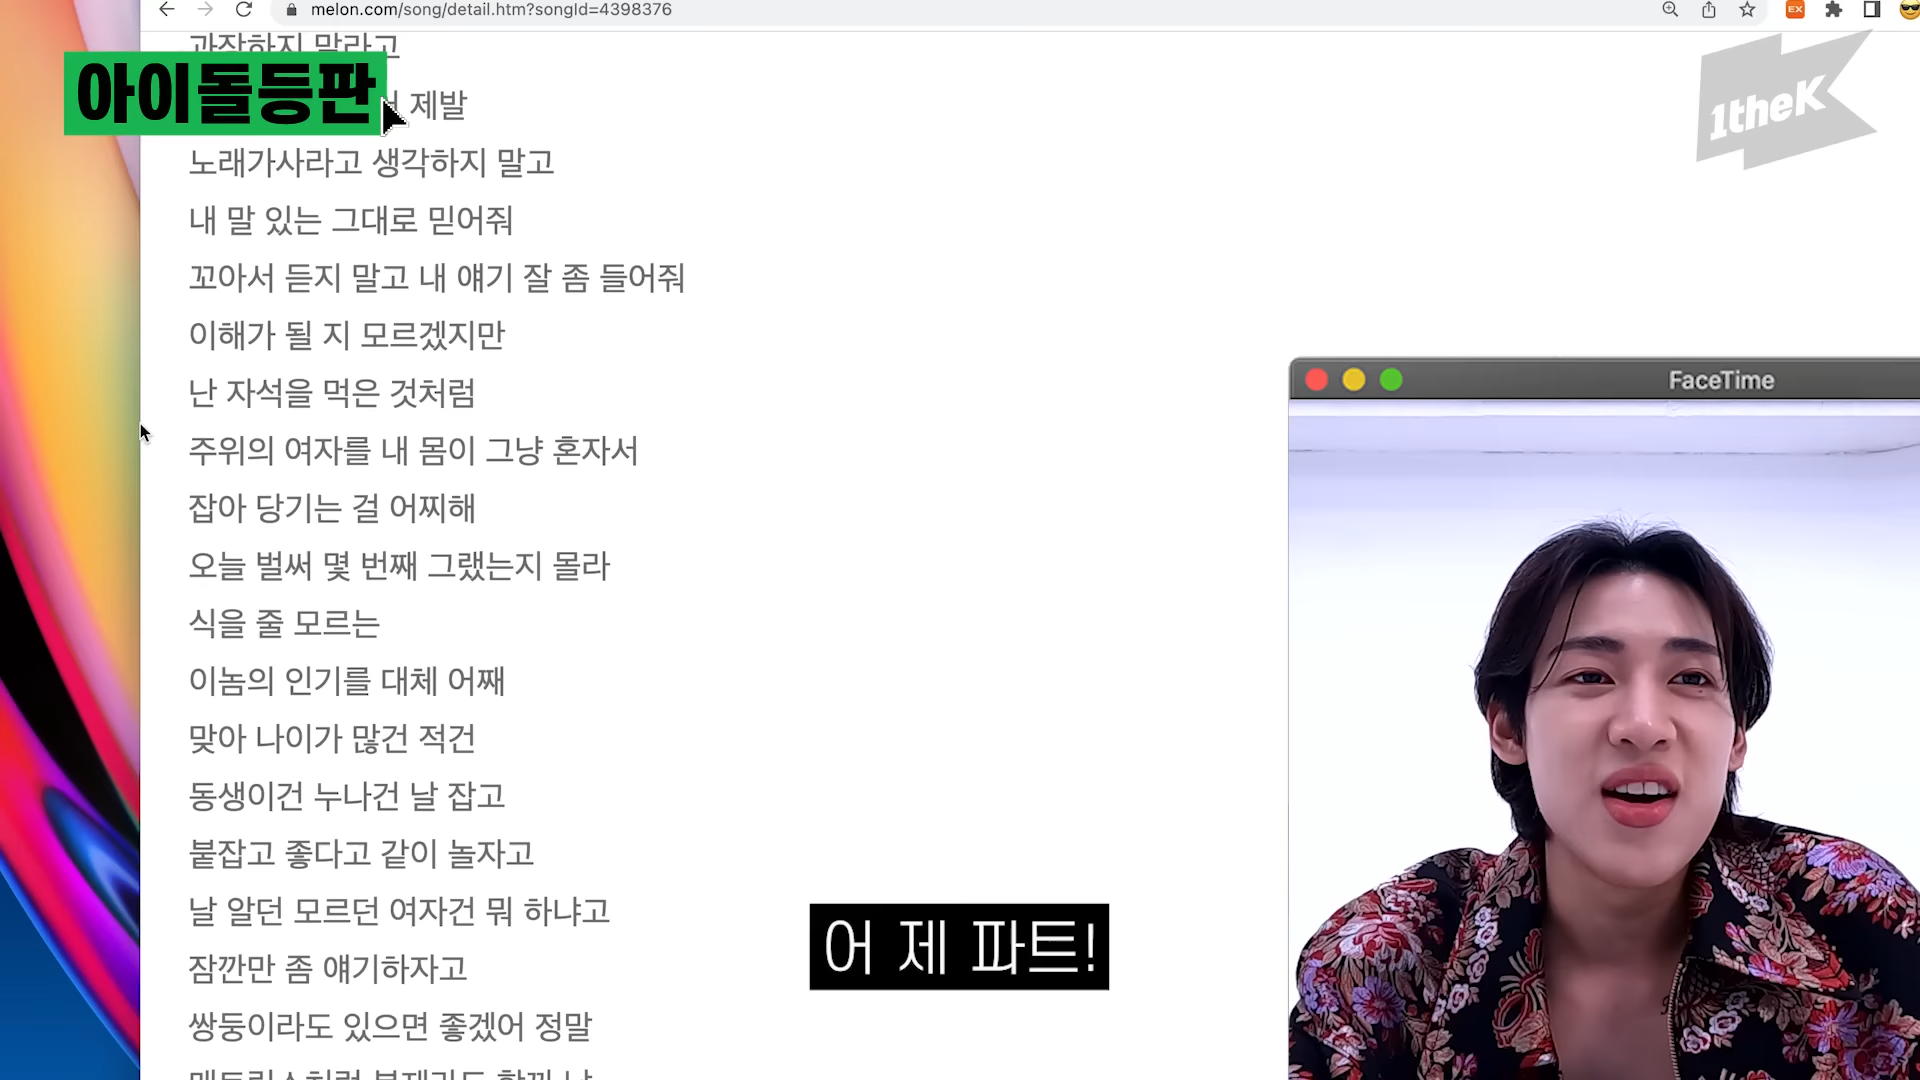 melon.com/song/detail.htm?songId=4398376
과장하지 말라고
아이돌등판
제발
1theK
노래가사라고 생각하지 말고
내 말 있는 그대로 믿어줘
꼬아서 듣지 말고 내 얘기 잘 좀 들어줘
이해가 될 지 모르겠지만
FaceTime
난 자석을 먹은 것처럼
주위의 여자를 내 몸이 그냥 혼자서
잡아 당기는 걸 어찌해
오늘 벌써 몇 번째 그랬는지 몰라
식을 줄 모르는
이놈의 인기를 대체 어째
맞아 나이가 많건 적건
동생이건 누나건 날 잡고
붙잡고 좋다고 같이 놀자고
날 알던 모르던 여자건 뭐 하냐고
어 제 파트!
잠깐만 좀 얘기하자고
쌍둥이라도 있으면 좋겠어 정말